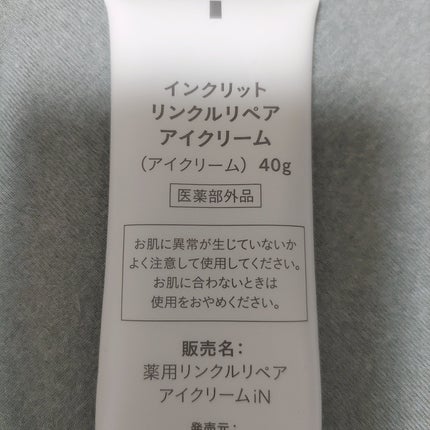 インクリット
リンクルリペア
アイクリーム
（アイクリーム） 40g
医薬部外品
お肌に異常が生じていないか
よく注意して使用してください。
お肌に合わないときは
使用をおやめください。
販売名：
薬用リンクルリペア
アイクリームiN
発売元：